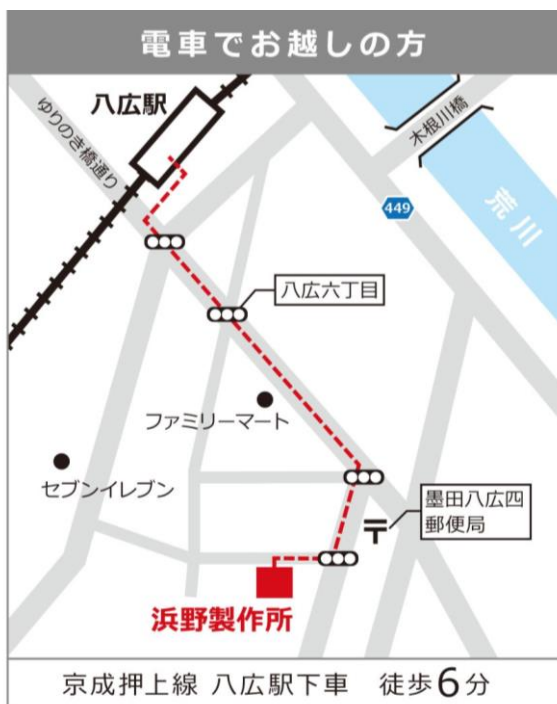 電車でお越しの方
八広駅
ゆりのき橋通り
木根川橋
449
荒川
八広六丁目
ファミリーマート
セブンイレブン
墨田八広四
郵便局
浜野製作所
京成押上線 八広駅下車　徒歩6分